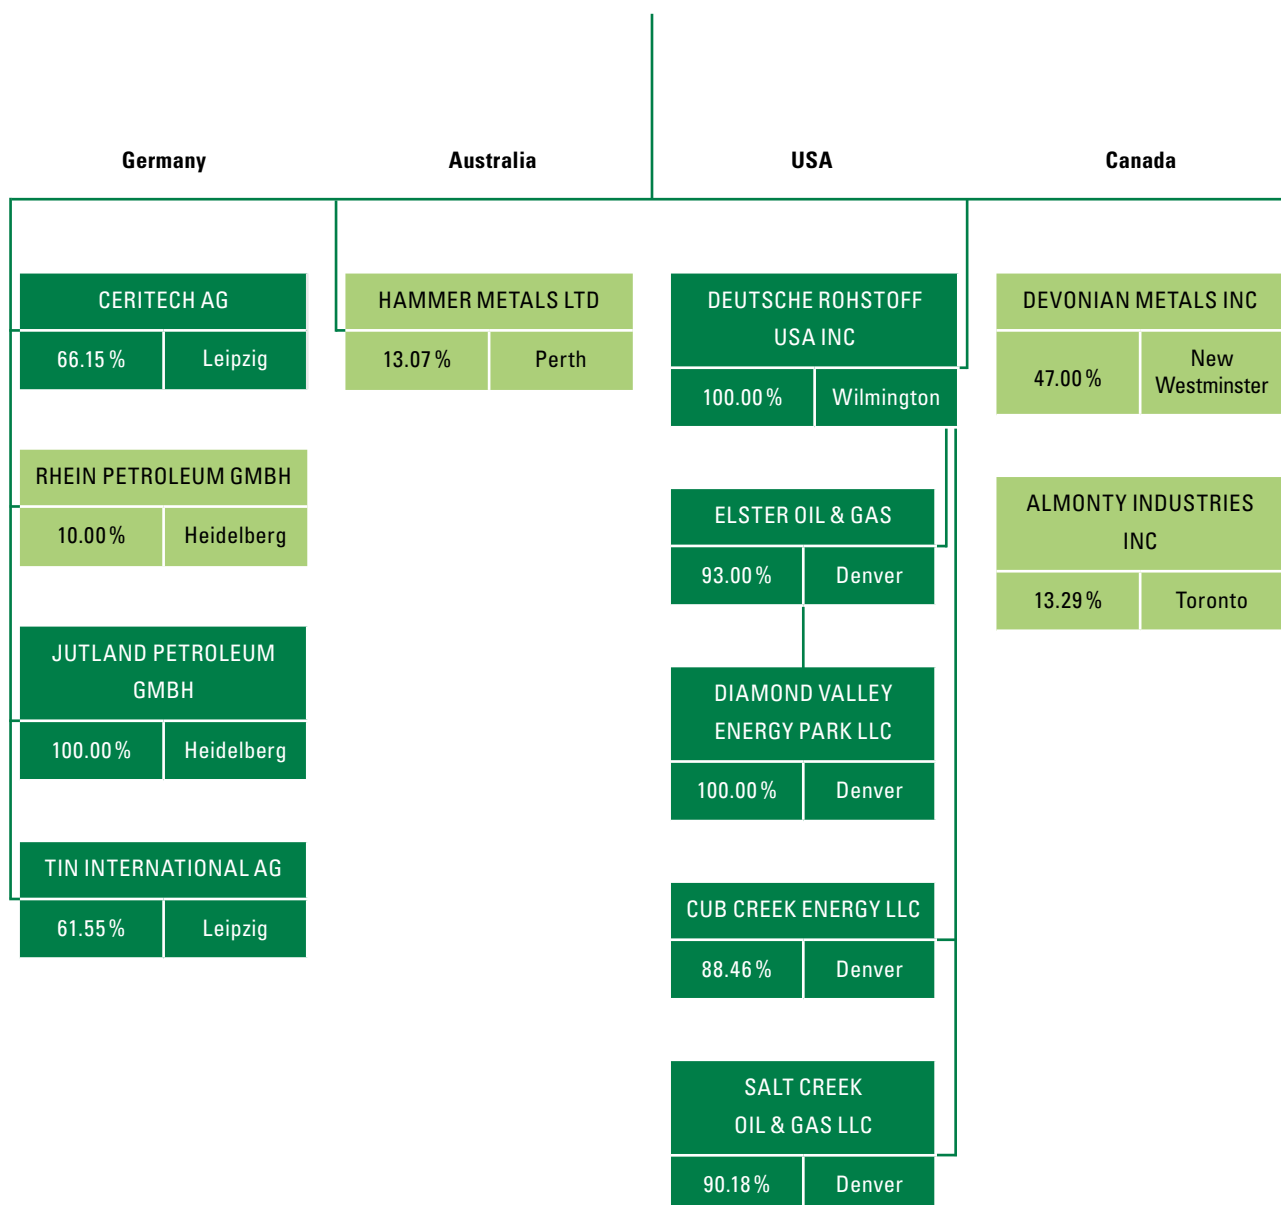 Germany
Australia
USA
Canada
CERITECH AG
66.15 %
Leipzig
RHEIN PETROLEUM GMBH
10.00 %
Heidelberg
JUTLAND PETROLEUM
GMBH
100.00 %
Heidelberg
TIN INTERNATIONAL AG
61.55 %
Leipzig
HAMMER METALS LTD
13.07 %
Perth
DEUTSCHE ROHSTOFF
USA INC
100.00 %
Wilmington
ELSTER OIL & GAS
93.00 %
Denver
DIAMOND VALLEY
ENERGY PARK LLC
100.00 %
Denver
CUB CREEK ENERGY LLC
88.46 %
Denver
SALT CREEK
OIL & GAS LLC
90.18 %
Denver
DEVONIAN METALS INC
47.00 %
New
Westminster
ALMONTY INDUSTRIES
INC
13.29 %
Toronto